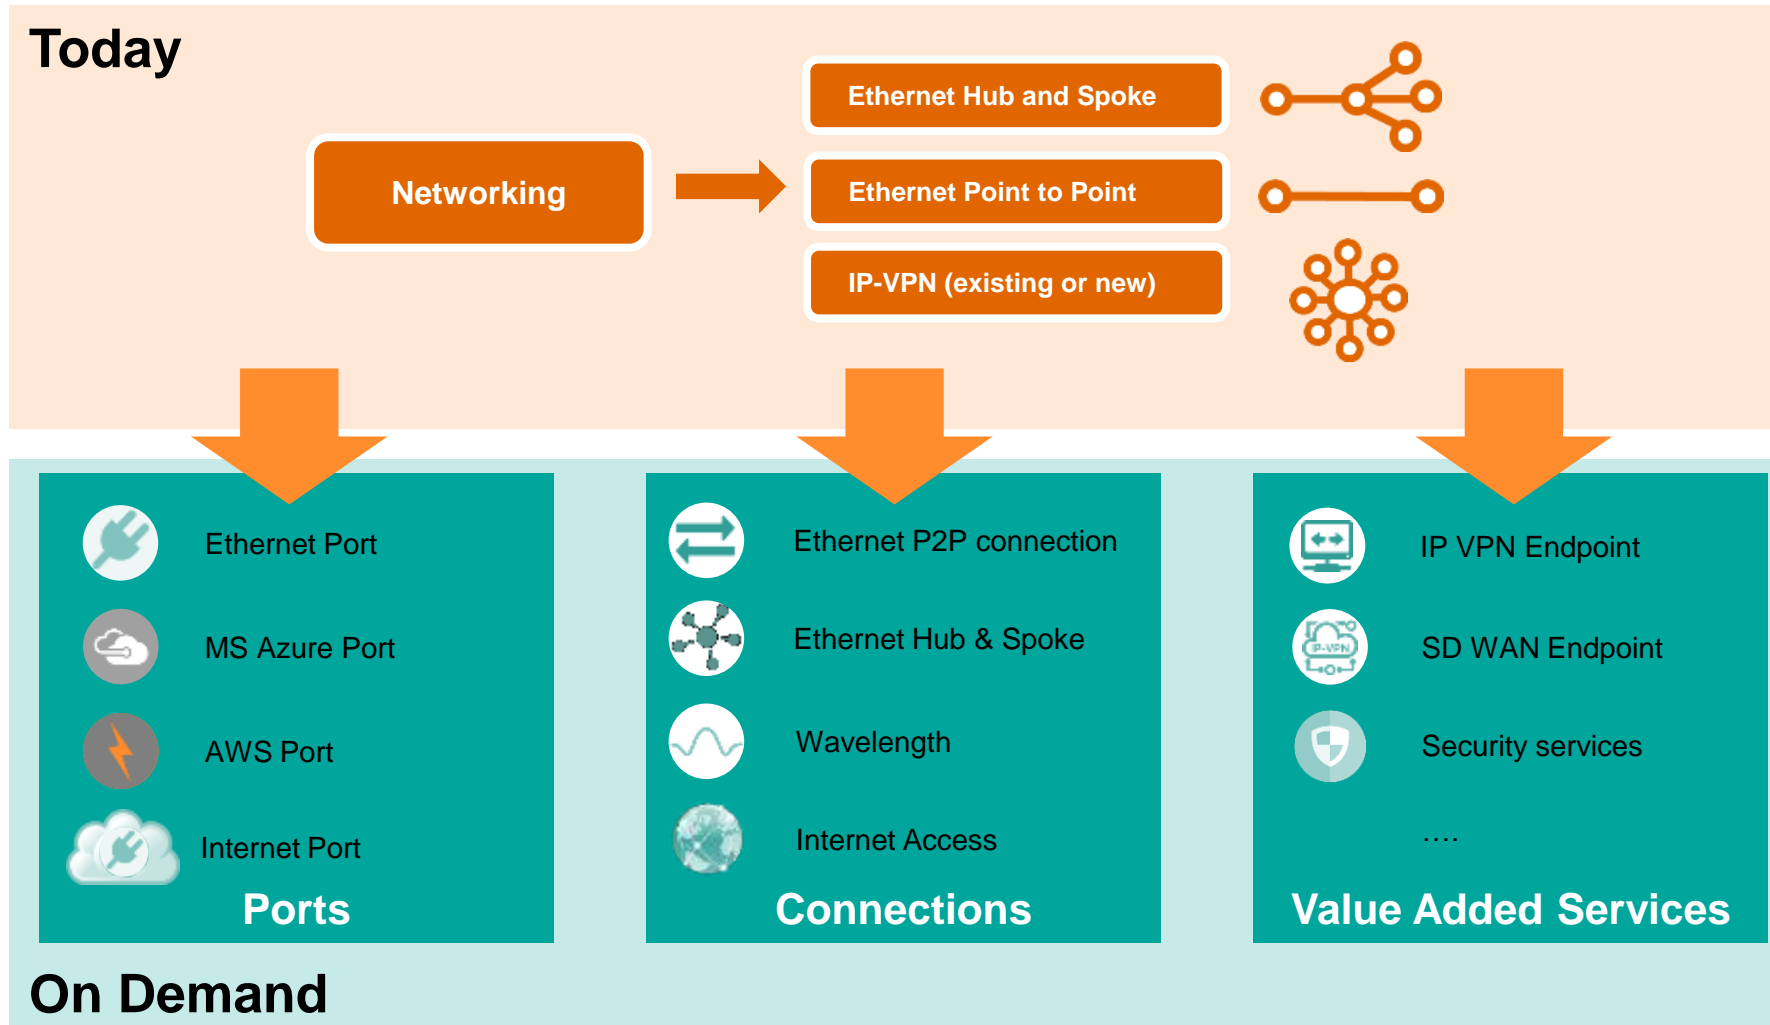 Today
Networking
Ethernet Hub and Spoke
Ethernet Point to Point
IP-VPN (existing or new)
Ethernet Port
MS Azure Port
AWS Port
Internet Port
Ports
Ethernet P2P connection
Ethernet Hub & Spoke
Wavelength
Internet Access
Connections
IP VPN Endpoint
IP-VPN
SD WAN Endpoint
Security services
....
Value Added Services
On Demand